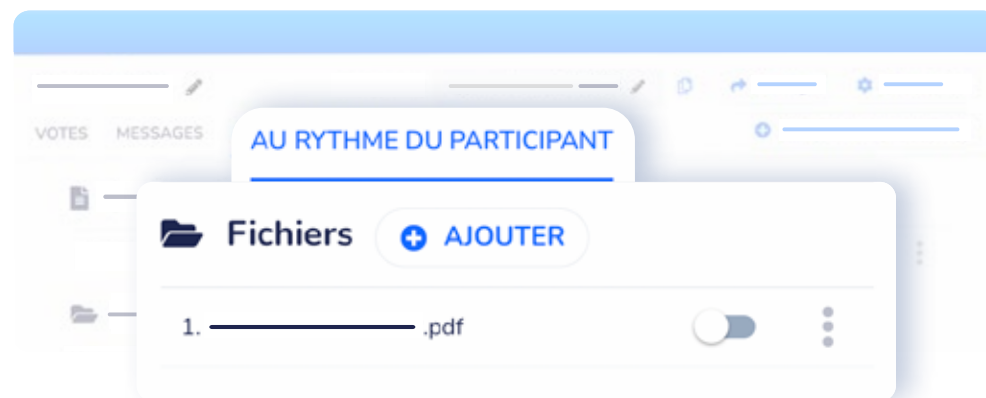 VOTES MESSAGES
AU RYTHME DU PARTICIPANT
Fichiers AJOUTER
1. .pdf